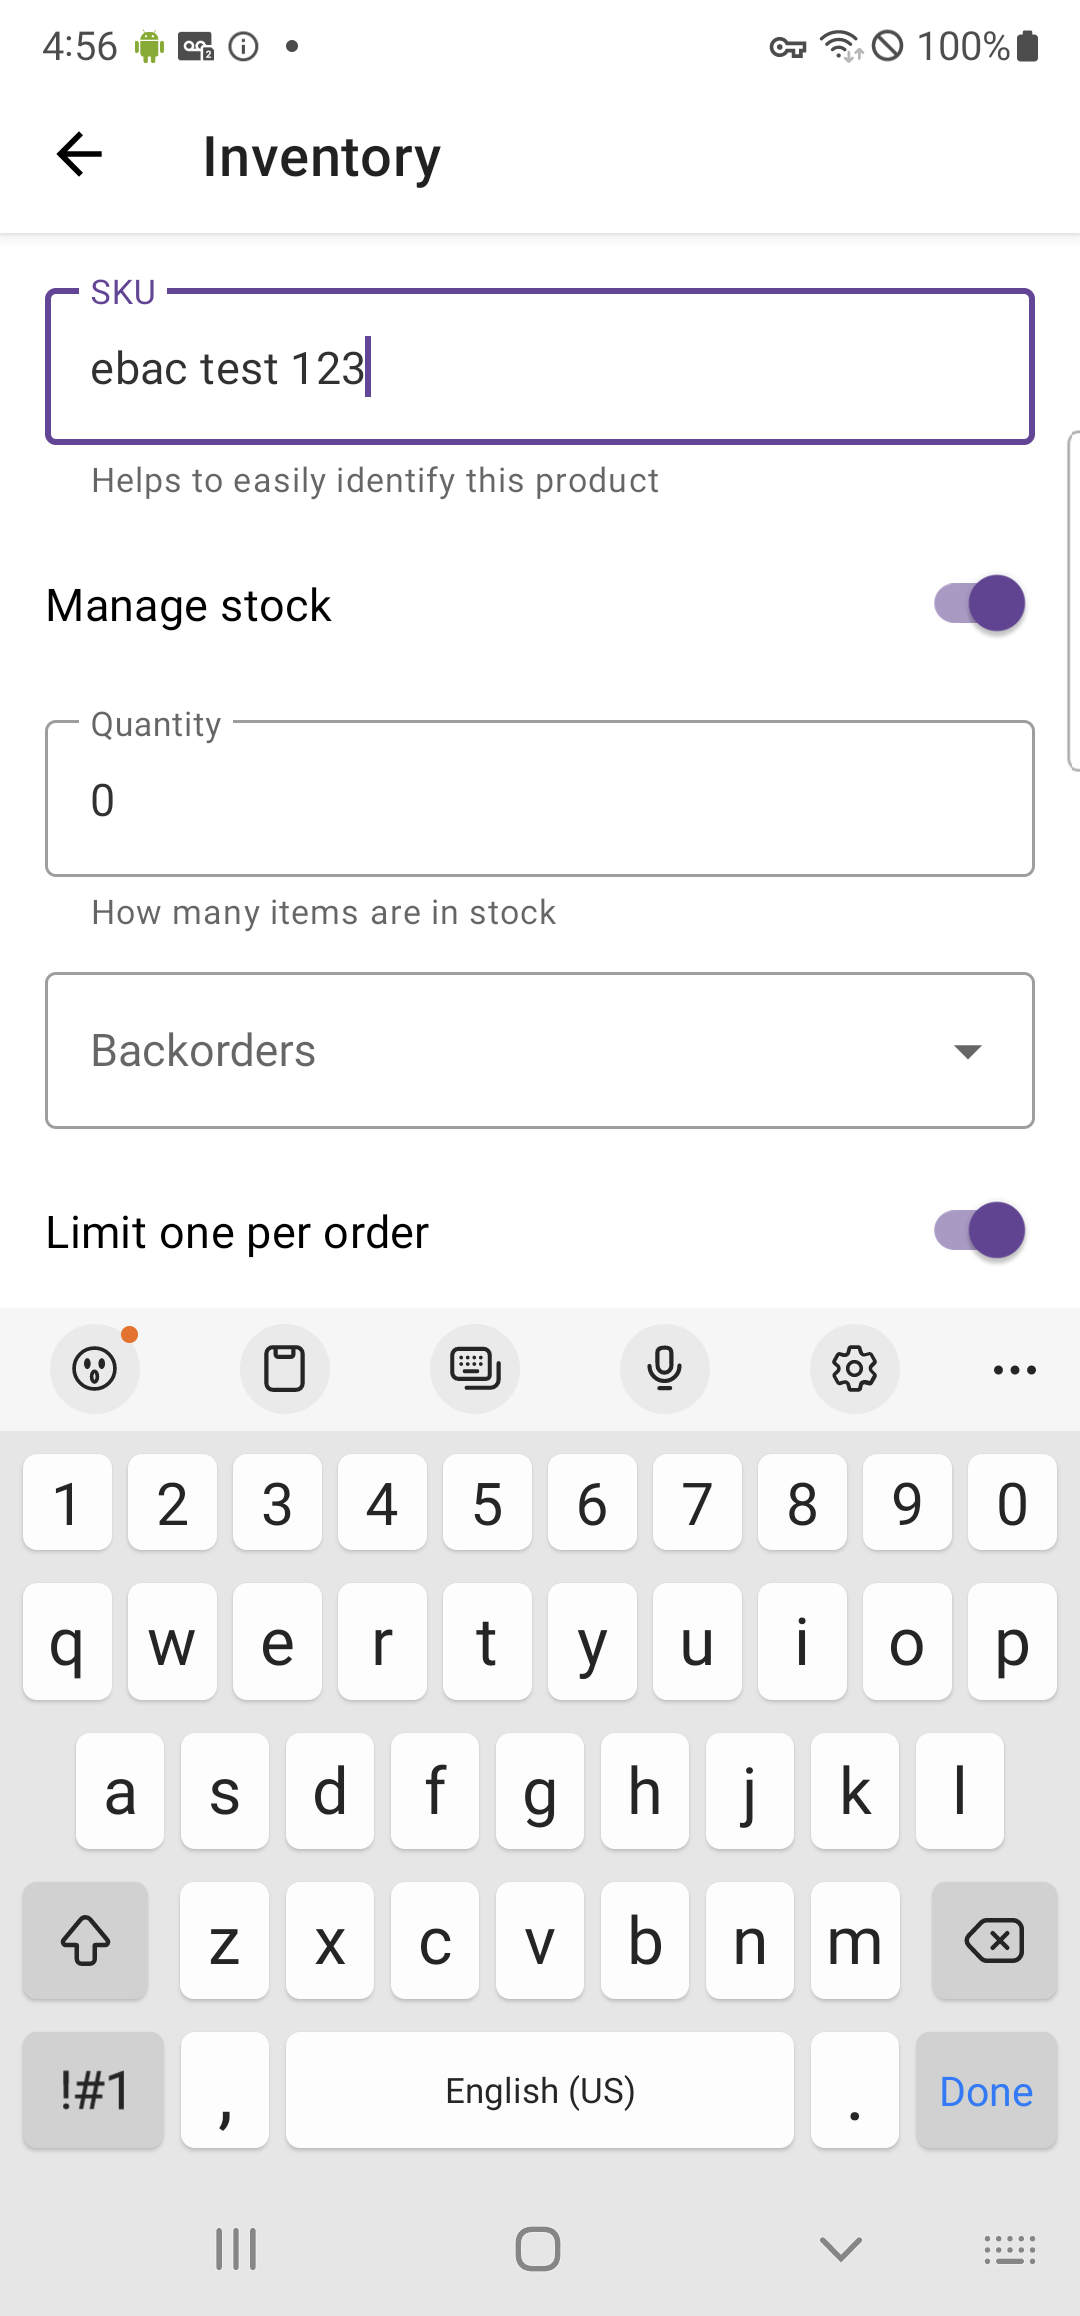 4:56 2 100%
Inventory
SKU
ebac test 123
Helps to easily identify this product
Manage stock
Quantity
0
How many items are in stock
Backorders
Limit one per order
1 2 3 4 5 6 7 8 9 0
q w e r t y u i o p
a s d f g h j k l
z x c v b n m
!#1 , English (US) . Done